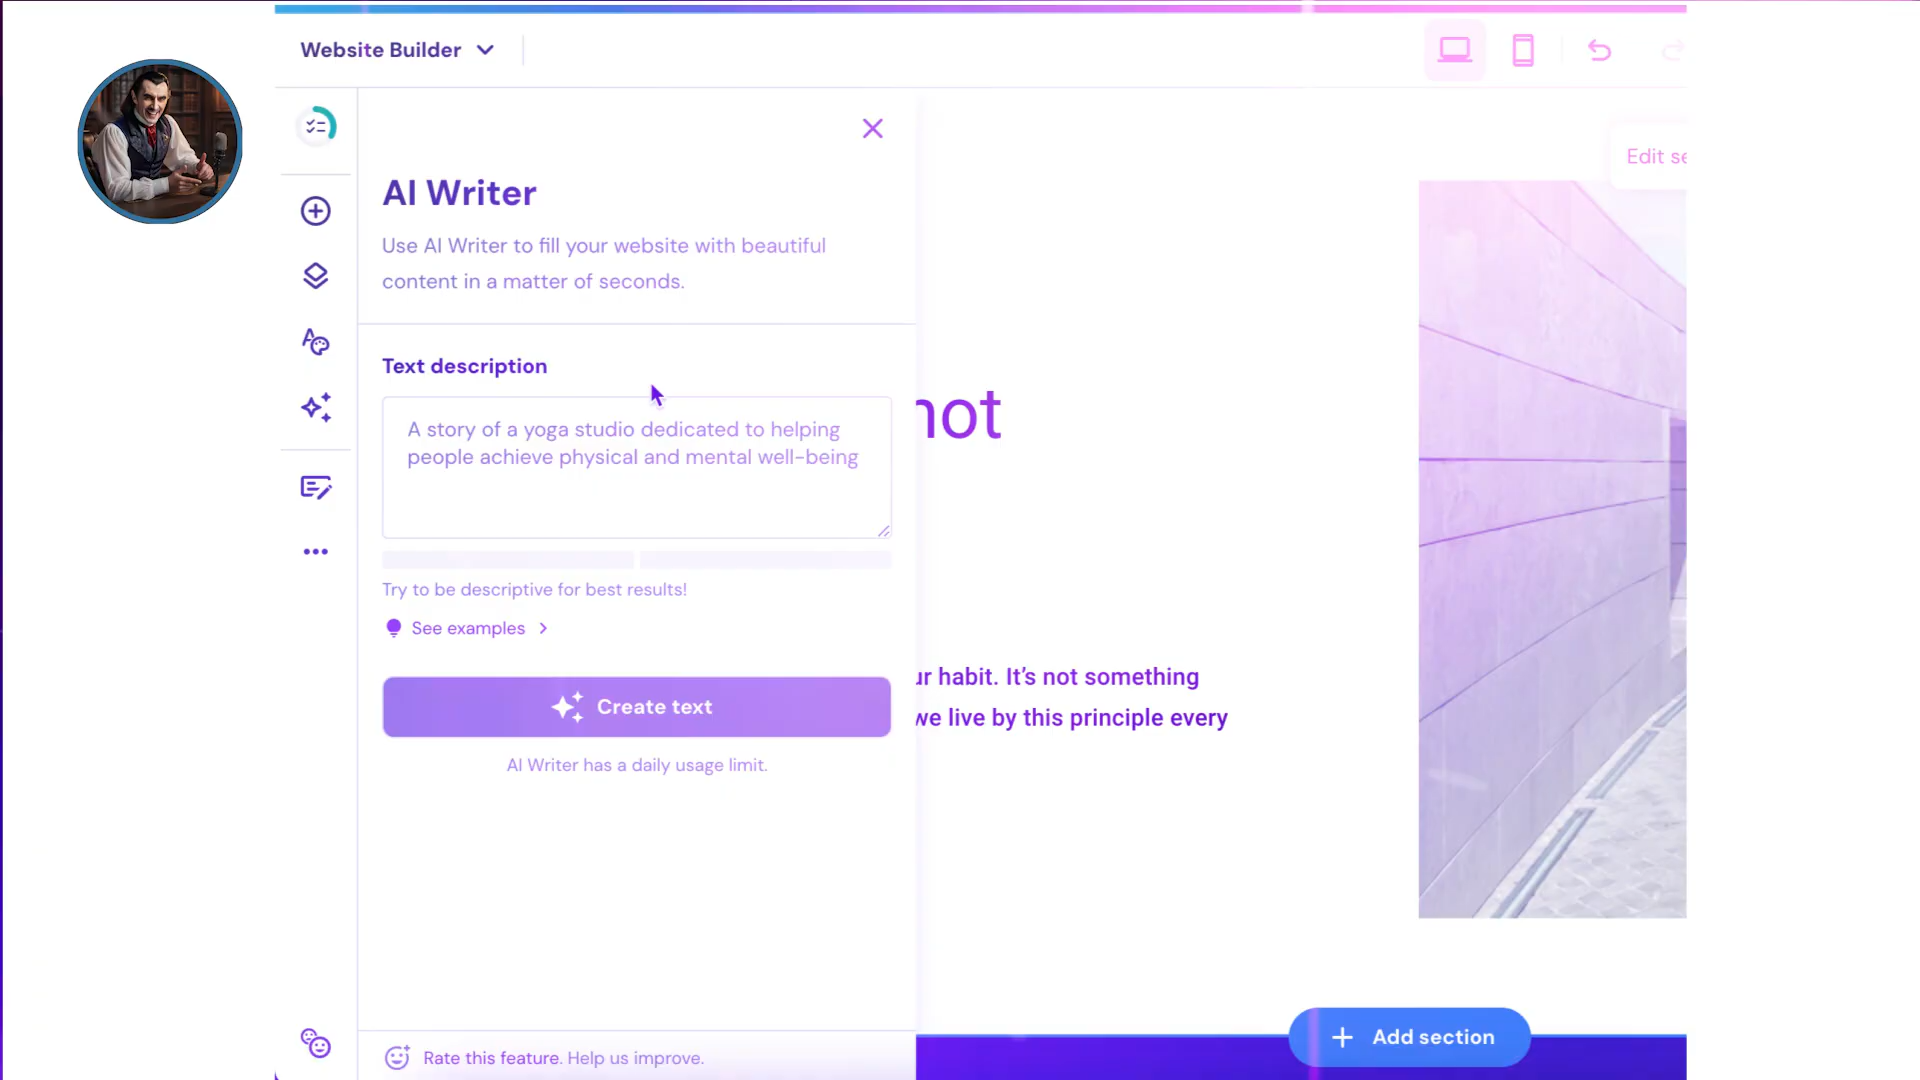 Website Builder
Edit se
AI Writer
Use AI Writer to fill your website with beautiful
content in a matter of seconds.
Text description
A story of a yoga studio dedicated to helping
people achieve physical and mental well-being
not
Try to be descriptive for best results!
See examples
ur habit. It's not something
we live by this principle every
Create text
AI Writer has a daily usage limit.
Add section
Rate this feature. Help us improve.